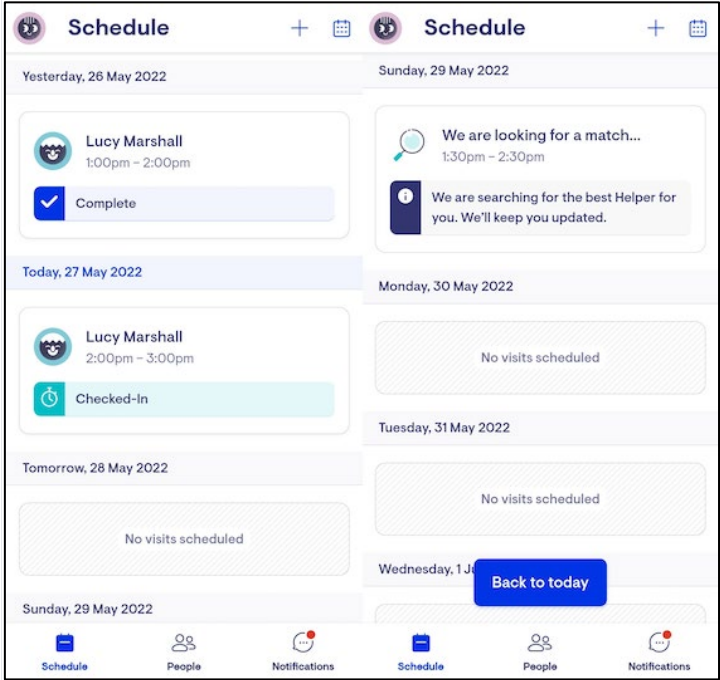 Schedule
Yesterday, 26 May 2022
Lucy Marshall
1:00pm – 2:00pm
Complete
Today, 27 May 2022
Lucy Marshall
2:00pm – 3:00pm
Checked-In
Tomorrow, 28 May 2022
No visits scheduled
Sunday, 29 May 2022
Schedule
People
Notifications
Schedule
Sunday, 29 May 2022
We are looking for a match...
1:30pm – 2:30pm
We are searching for the best Helper for
you. We'll keep you updated.
Monday, 30 May 2022
No visits scheduled
Tuesday, 31 May 2022
No visits scheduled
Wednesday, 1
Back to today
Schedule
People
Notifications